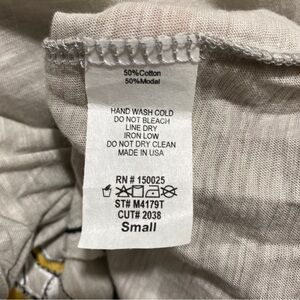 50%Cotton
50%Modal
HAND WASH COLD
DO NOT BLEACH
LINE DRY
IRON LOW
DO NOT DRY CLEAN
MADE IN USA
RN # 150025
ST# M4179T
CUT# 2038
Small